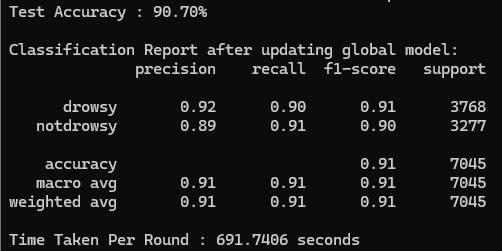 Test Accuracy : 90.70%
Classification Report after updating global model:
precision recall f1-score support
drowsy 0.92 0.90 0.91 3768
notdrowsy 0.89 0.91 0.90 3277
accuracy 0.91 7045
macro avg 0.91 0.91 0.91 7045
weighted avg 0.91 0.91 0.91 7045
Time Taken Per Round : 691.7406 seconds